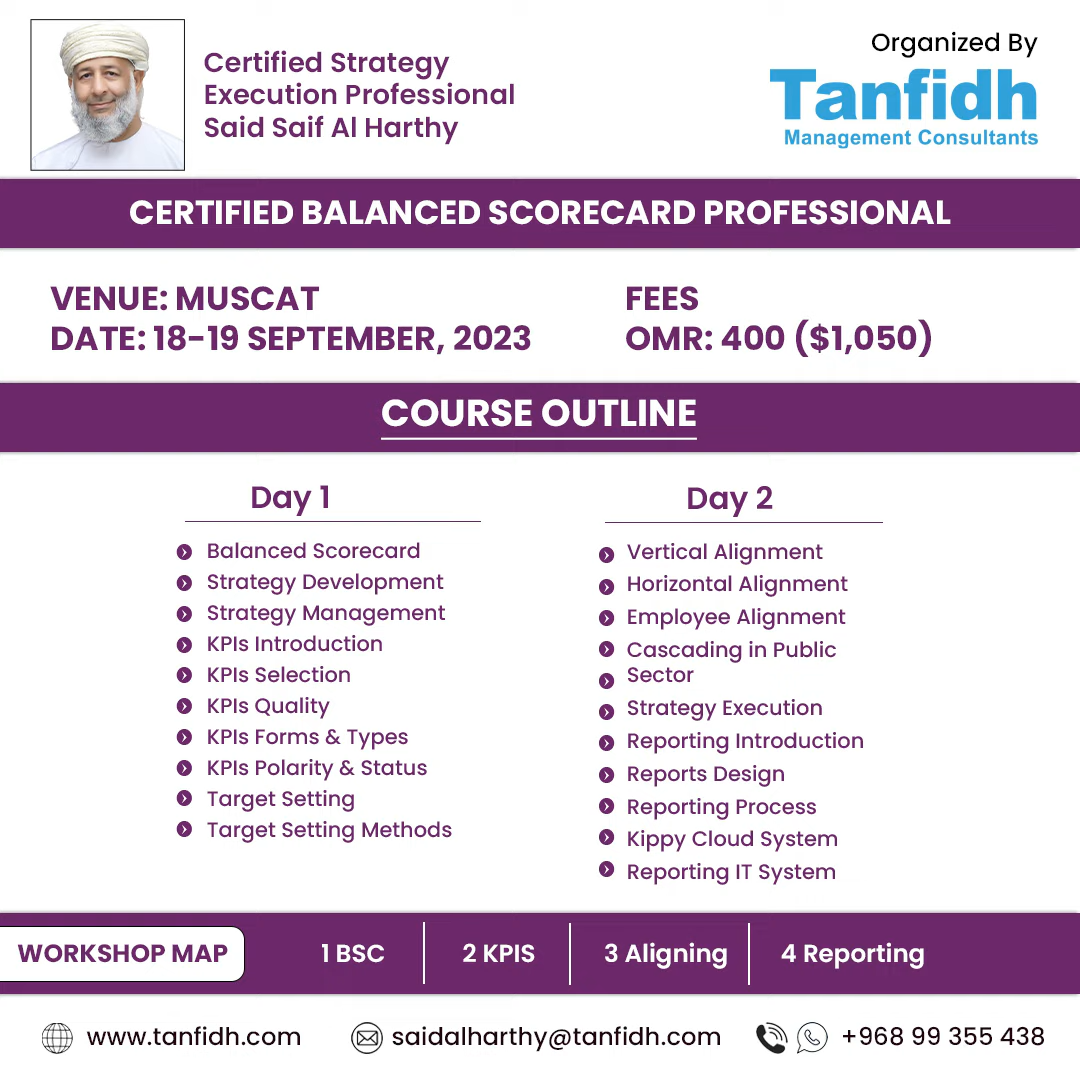 Certified Strategy
Execution Professional
Said Saif Al Harthy
Organized By
Tanfidh
Management Consultants
CERTIFIED BALANCED SCORECARD PROFESSIONAL
VENUE: MUSCAT
DATE: 18-19 SEPTEMBER, 2023
FEES
OMR: 400 ($1,050)
COURSE OUTLINE
Day 1
Balanced Scorecard
Strategy Development
Strategy Management
KPIs Introduction
KPIs Selection
KPIs Quality
KPIs Forms & Types
KPIs Polarity & Status
Target Setting
Target Setting Methods
Day 2
Vertical Alignment
Horizontal Alignment
Employee Alignment
Cascading in Public
Sector
Strategy Execution
Reporting Introduction
Reports Design
Reporting Process
Kippy Cloud System
Reporting IT System
WORKSHOP MAP
1 BSC
2 KPIS
3 Aligning
4 Reporting
www.tanfidh.com
saidalharthy@tanfidh.com
+968 99 355 438